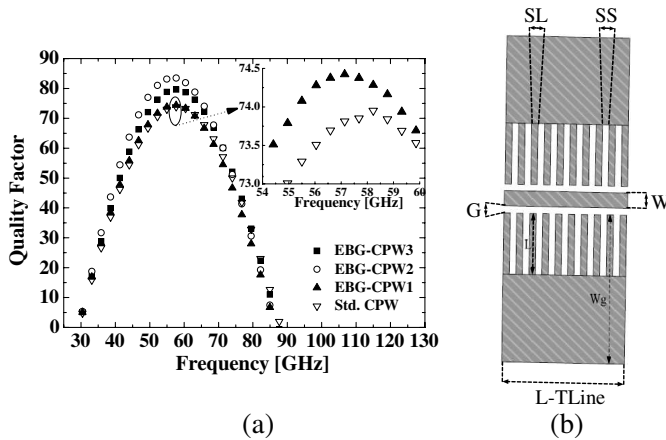 (a)
Quality Factor
90
80
70
60
50
40
30
20
10
0
30 40 50 60 70 80 90 100 110 120 130
Frequency [GHz]
74.5
74.0
73.5
73.0
54 55 56 57 58 59 60
Frequency [GHz]
EBG-CPW3
EBG-CPW2
EBG-CPW1
Std. CPW
SL SS
W
G
L
Wg
L-TLine
(a) (b)